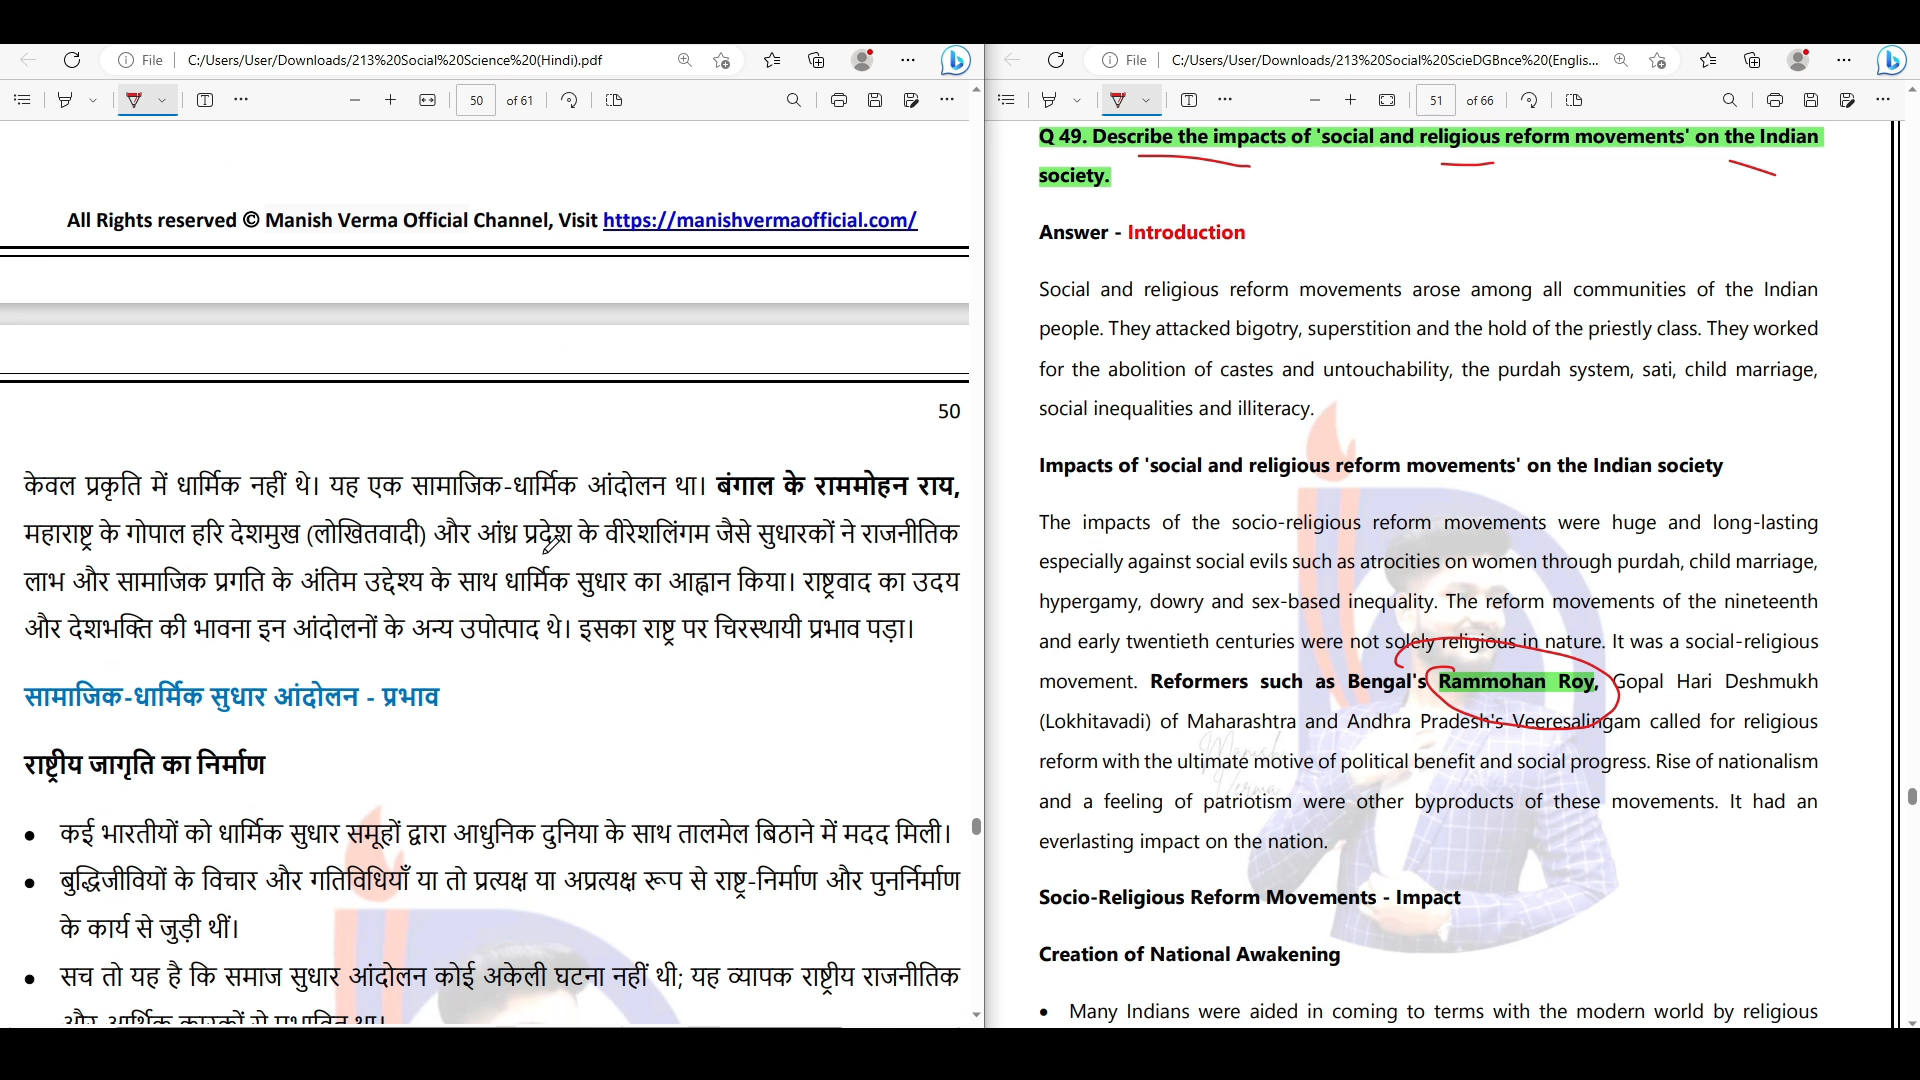 File
C:/Users/User/Downloads/213%20Social%20Science%20(Hindi).pdf
50
of 61
All Rights reserved © Manish Verma Official Channel, Visit https://manishvermaofficial.com/
50
केवल प्रकृति में धार्मिक नहीं थे। यह एक सामाजिक-धार्मिक आंदोलन था। बंगाल के राममोहन राय,
महाराष्ट्र के गोपाल हरि देशमुख (लोखितवादी) और आंध्र प्रदेश के वीरेशलिंगम जैसे सुधारकों ने राजनीतिक
लाभ और सामाजिक प्रगति के अंतिम उद्देश्य के साथ धार्मिक सुधार का आह्वान किया। राष्ट्रवाद का उदय
और देशभक्ति की भावना इन आंदोलनों के अन्य उपोत्पाद थे। इसका राष्ट्र पर चिरस्थायी प्रभाव पड़ा।
सामाजिक-धार्मिक सुधार आंदोलन - प्रभाव
राष्ट्रीय जागृति का निर्माण
• कई भारतीयों को धार्मिक सुधार समूहों द्वारा आधुनिक दुनिया के साथ तालमेल बिठाने में मदद मिली।
• बुद्धिजीवियों के विचार और गतिविधियाँ या तो प्रत्यक्ष या अप्रत्यक्ष रूप से राष्ट्र-निर्माण और पुनर्निर्माण
के कार्य से जुड़ी थीं।
• सच तो यह है कि समाज सुधार आंदोलन कोई अकेली घटना नहीं थी; यह व्यापक राष्ट्रीय राजनीतिक
और आर्थिक कारकों से प्रभावित था।
File
C:/Users/User/Downloads/213%20Social%20ScieDGBnce%20(Englis...
51
of 66
Q 49. Describe the impacts of 'social and religious reform movements' on the Indian
society.
Answer - Introduction
Social and religious reform movements arose among all communities of the Indian
people. They attacked bigotry, superstition and the hold of the priestly class. They worked
for the abolition of castes and untouchability, the purdah system, sati, child marriage,
social inequalities and illiteracy.
Impacts of 'social and religious reform movements' on the Indian society
The impacts of the socio-religious reform movements were huge and long-lasting
especially against social evils such as atrocities on women through purdah, child marriage,
hypergamy, dowry and sex-based inequality. The reform movements of the nineteenth
and early twentieth centuries were not solely religious in nature. It was a social-religious
movement. Reformers such as Bengal's Rammohan Roy, Gopal Hari Deshmukh
(Lokhitavadi) of Maharashtra and Andhra Pradesh's Veeresalingam called for religious
reform with the ultimate motive of political benefit and social progress. Rise of nationalism
and a feeling of patriotism were other byproducts of these movements. It had an
everlasting impact on the nation.
Manish
Verma
Socio-Religious Reform Movements - Impact
Creation of National Awakening
• Many Indians were aided in coming to terms with the modern world by religious